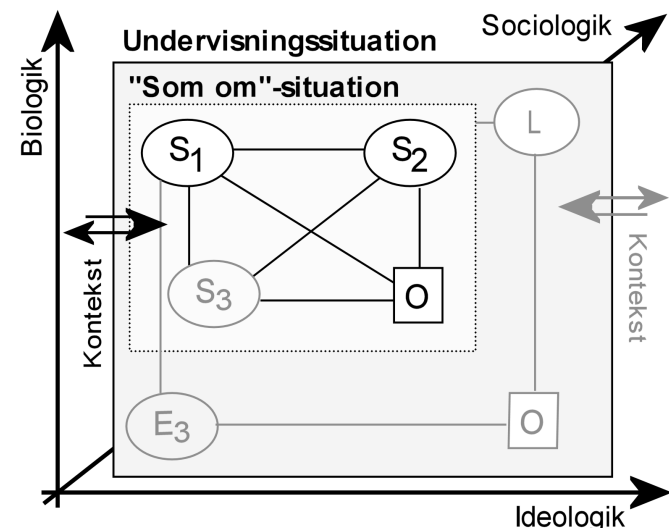 Sociologik
Undervisningssituation
"Som om"-situation
Biologik
S1
S2
L
Kontekst
Kontekst
S3
O
E3
O
Ideologik